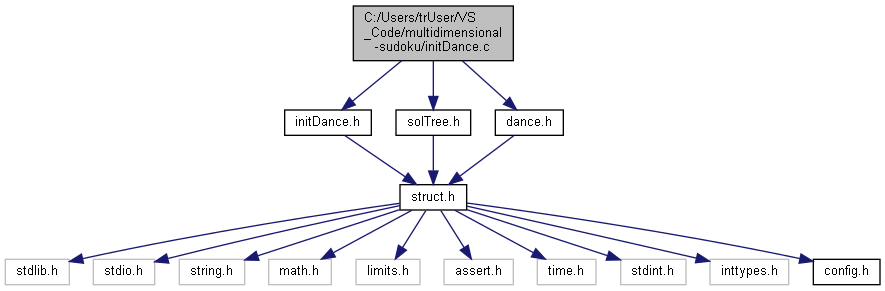 C:/Users/trUser/VS
_Code/multidimensional
-sudoku/initDance.c
initDance.h
solTree.h
dance.h
struct.h
stdlib.h
stdio.h
string.h
math.h
limits.h
assert.h
time.h
stdint.h
inttypes.h
config.h